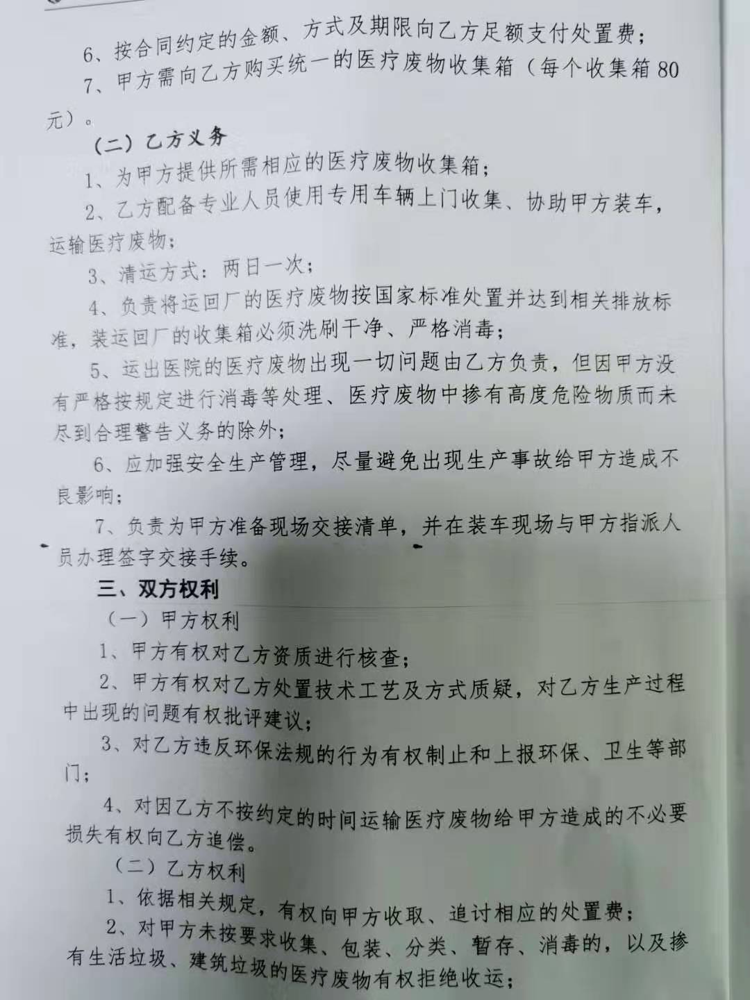 6、按合同约定的金额、方式及期限向乙方足额支付处置费；
7、甲方需向乙方购买统一的医疗废物收集箱（每个收集箱80
元）。
（二）乙方义务
1、为甲方提供所需相应的医疗废物收集箱；
2、乙方配备专业人员使用专用车辆上门收集、协助甲方装车，
运输医疗废物；
3、清运方式：两日一次；
4、负责将运回厂的医疗废物按国家标准处置并达到相关排放标
准，装运回厂的收集箱必须洗刷干净、严格消毒；
5、运出医院的医疗废物出现一切问题由乙方负责，但因甲方没
有严格按规定进行消毒等处理、医疗废物中掺有高度危险物质而未
尽到合理警告义务的除外；
6、应加强安全生产管理，尽量避免出现生产事故给甲方造成不
良影响；
7、负责为甲方准备现场交接清单，并在装车现场与甲方指派人
员办理签字交接手续。
三、双方权利
（一）甲方权利
1、甲方有权对乙方资质进行核查；
2、甲方有权对乙方处置技术工艺及方式质疑，对乙方生产过程
中出现的问题有权批评建议；
3、对乙方违反环保法规的行为有权制止和上报环保、卫生等部
门；
4、对因乙方不按约定的时间运输医疗废物给甲方造成的不必要
损失有权向乙方追偿。
（二）乙方权利
1、依据相关规定，有权向甲方收取、追讨相应的处置费；
2、对甲方未按要求收集、包装、分类、暂存、消毒的，以及掺
有生活垃圾、建筑垃圾的医疗废物有权拒绝收运；